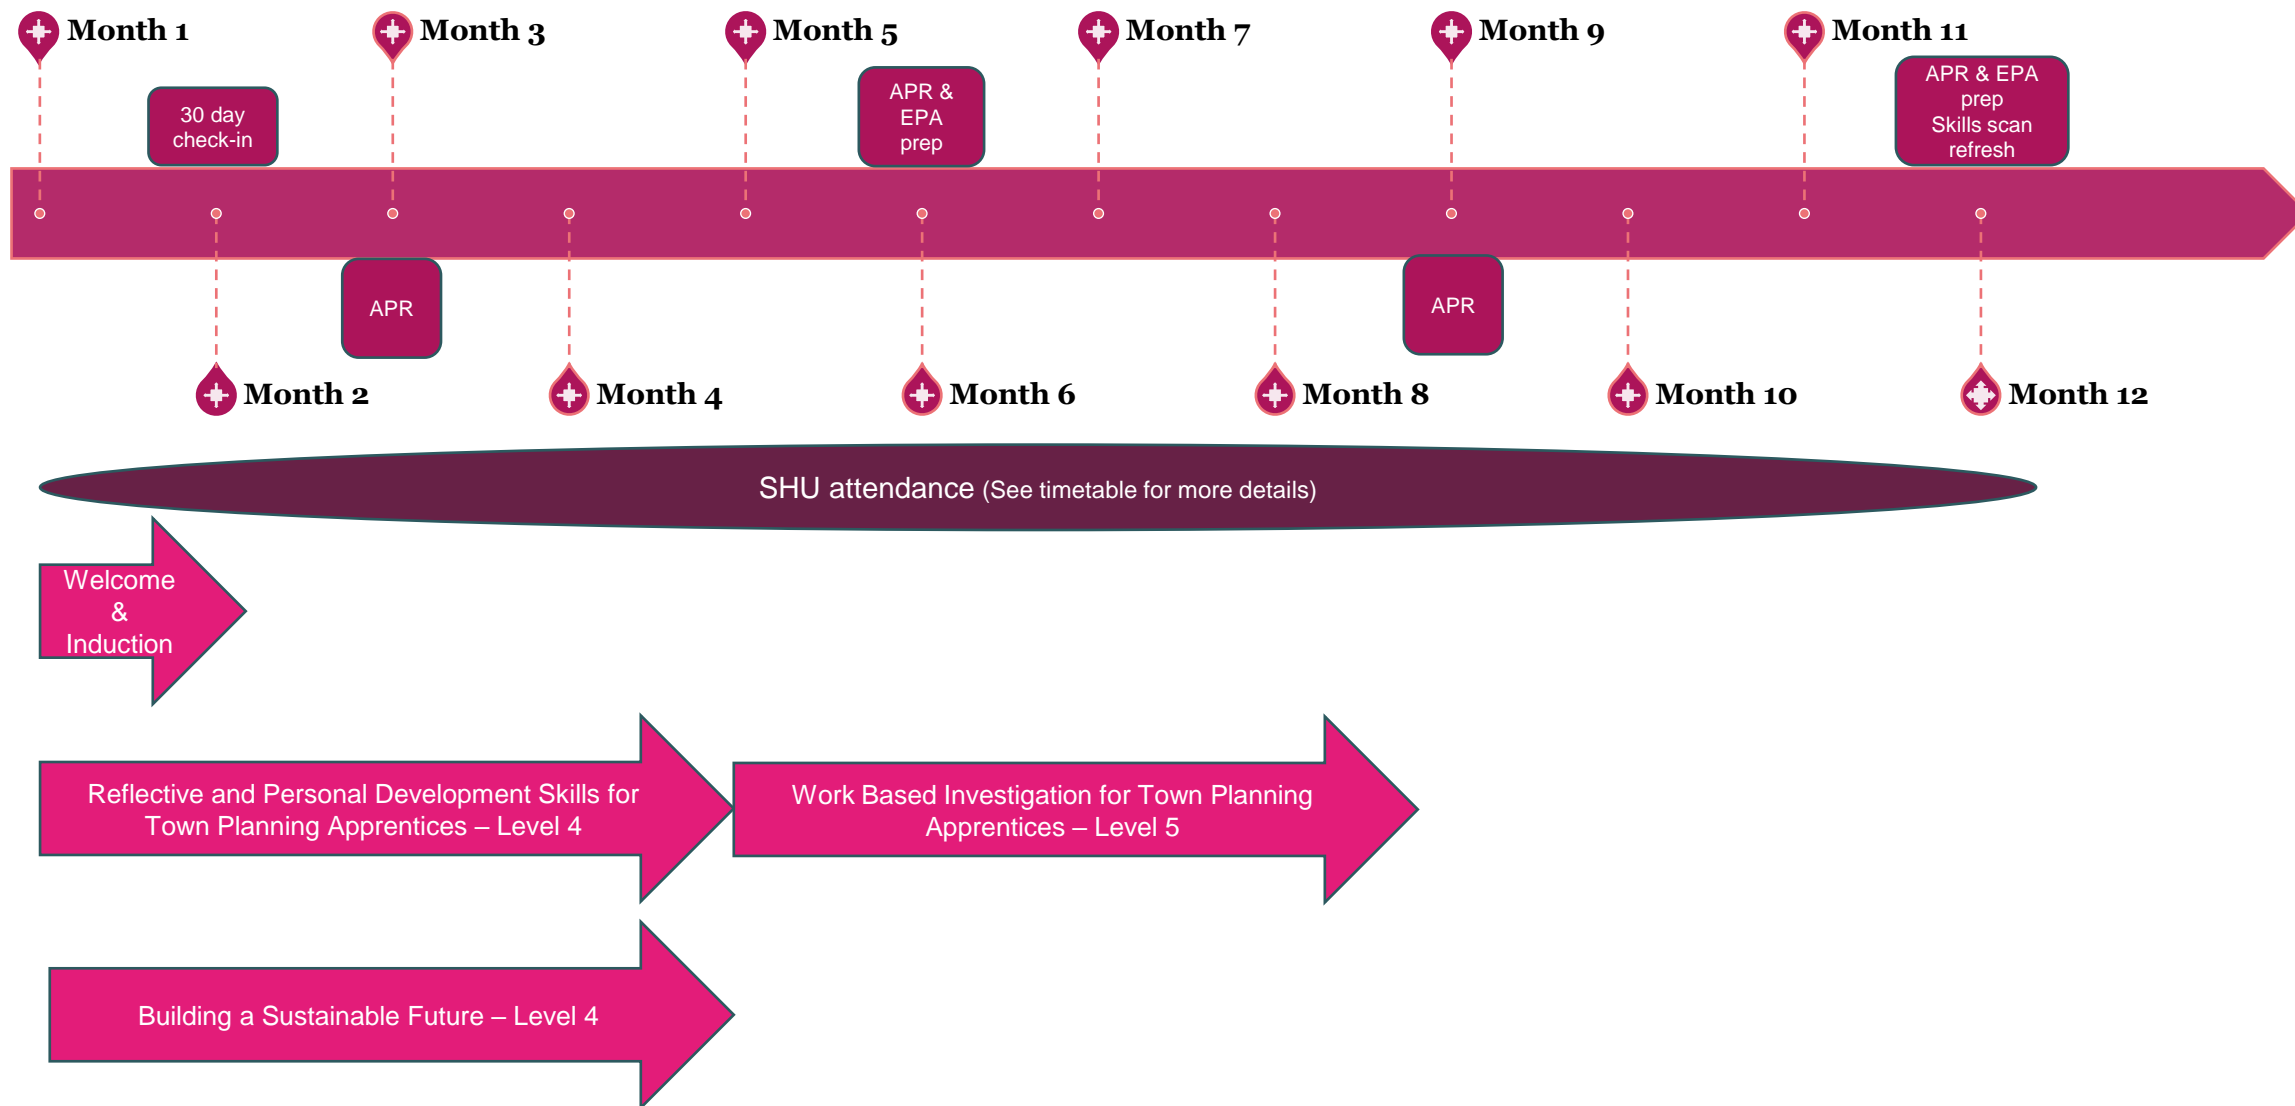 Month 1
Month 3
Month 5
Month 7
Month 9
Month 11
30 day
check-in
APR &
EPA
prep
APR & EPA
prep
Skills scan
refresh
APR
APR
Month 2
Month 4
Month 6
Month 8
Month 10
Month 12
SHU attendance (See timetable for more details)
Welcome
&
Induction
Reflective and Personal Development Skills for
Town Planning Apprentices – Level 4
Work Based Investigation for Town Planning
Apprentices – Level 5
Building a Sustainable Future – Level 4